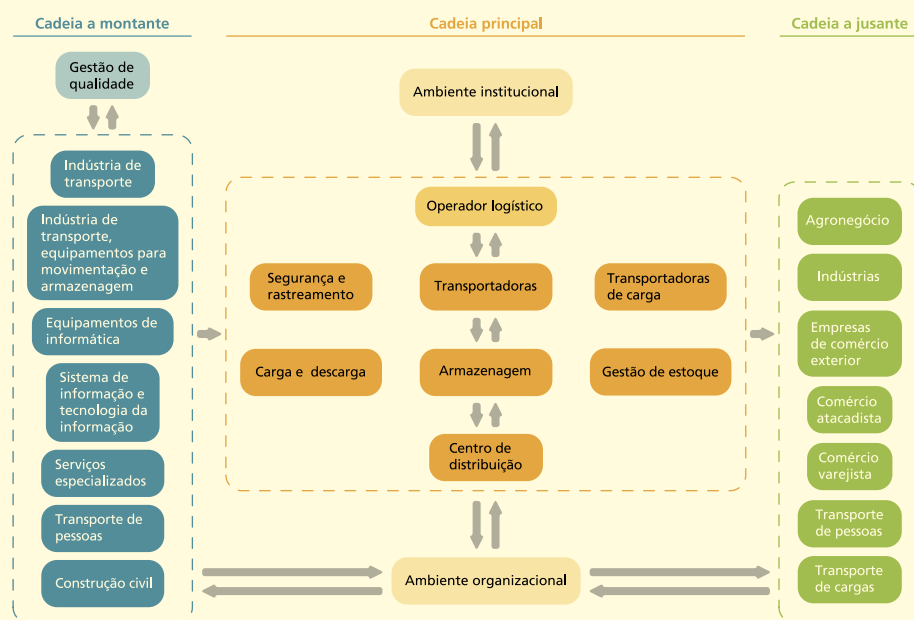 Cadeia a montante
Gestão de
qualidade
Indústria de
transporte
Indústria de
transporte,
equipamentos para
movimentação e
armazenagem
Equipamentos de
informática
Sistema de
informação e
tecnologia da
informação
Serviços
especializados
Transporte de
pessoas
Construção civil
Cadeia principal
Ambiente institucional
Operador logístico
Segurança e
rastreamento
Transportadoras
Transportadoras
de carga
Carga e descarga
Armazenagem
Gestão de estoque
Centro de
distribuição
Ambiente organizacional
Cadeia a jusante
Agronegócio
Indústrias
Empresas
de comércio
exterior
Comércio
atacadista
Comércio
varejista
Transporte
de pessoas
Transporte
de cargas